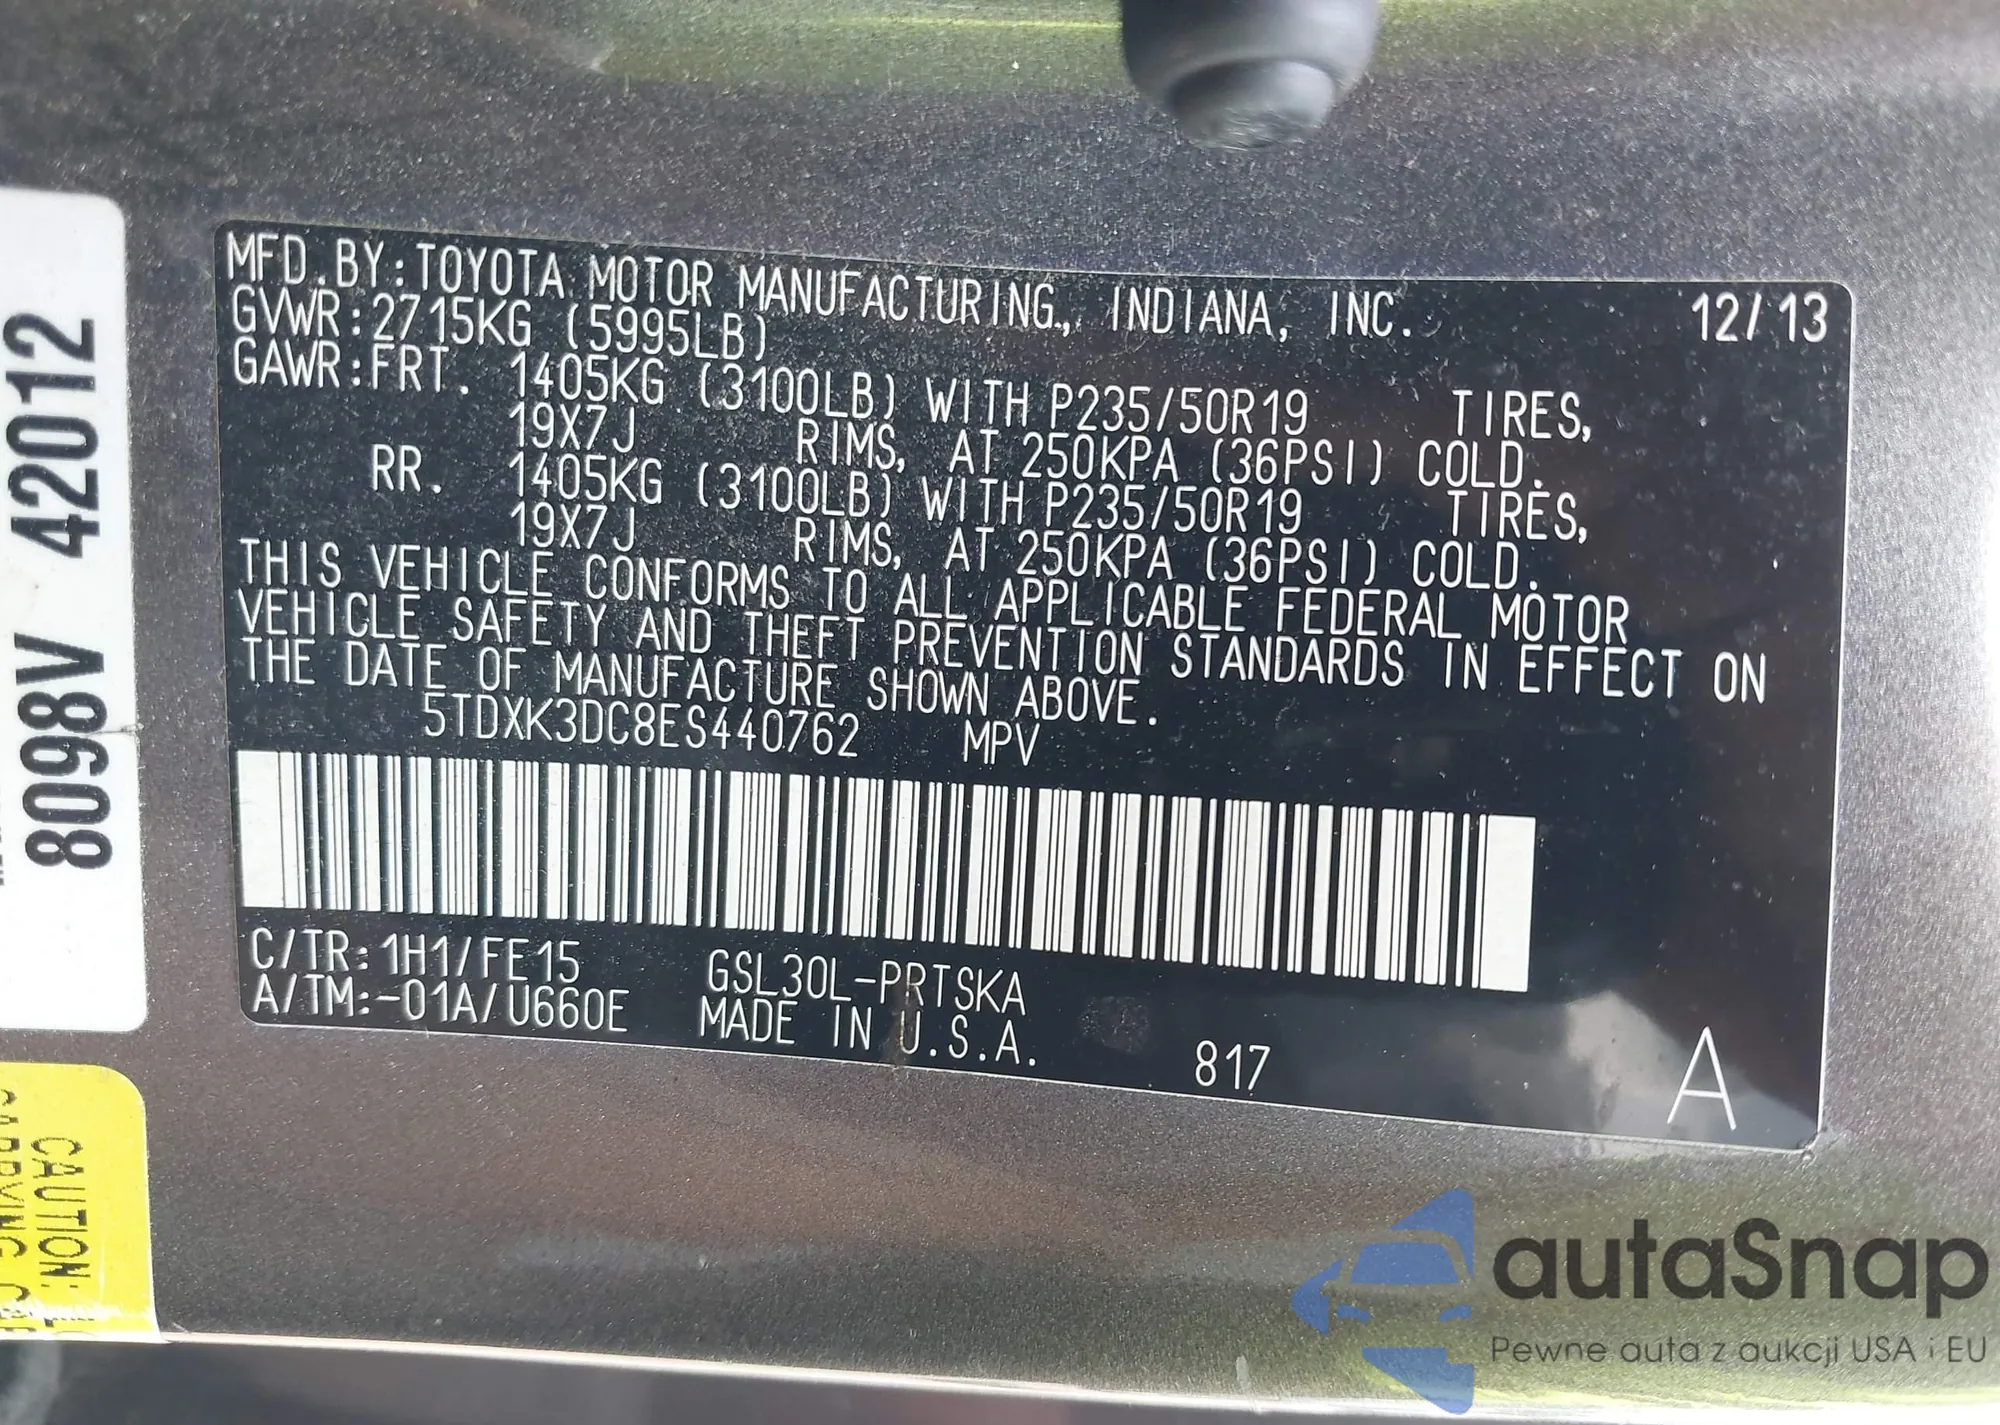 MFD.BY:TOYOTA MOTOR MANUFACTURING, INDIANA, INC. 12/13
GVWR:2715KG (5995LB)
GAWR:FRT. 1405KG (3100LB) WITH P235/50R19 TIRES,
19X7J RIMS, AT 250KPA (36PSI) COLD.
RR. 1405KG (3100LB) WITH P235/50R19 TIRES,
19X7J RIMS, AT 250KPA (36PSI) COLD.
THIS VEHICLE CONFORMS TO ALL APPLICABLE FEDERAL MOTOR
VEHICLE SAFETY AND THEFT PREVENTION STANDARDS IN EFFECT ON
THE DATE OF MANUFACTURE SHOWN ABOVE.
5TDXK3DC8ES440762 MPV
C/TR:1H1/FE15 GSL30L-PRTSKA
A/TM:-01A/U660E MADE IN U.S.A.
817
A
8098V 42012
CAUTION:
autaSnap
Pewne auta z aukcji USA i EU